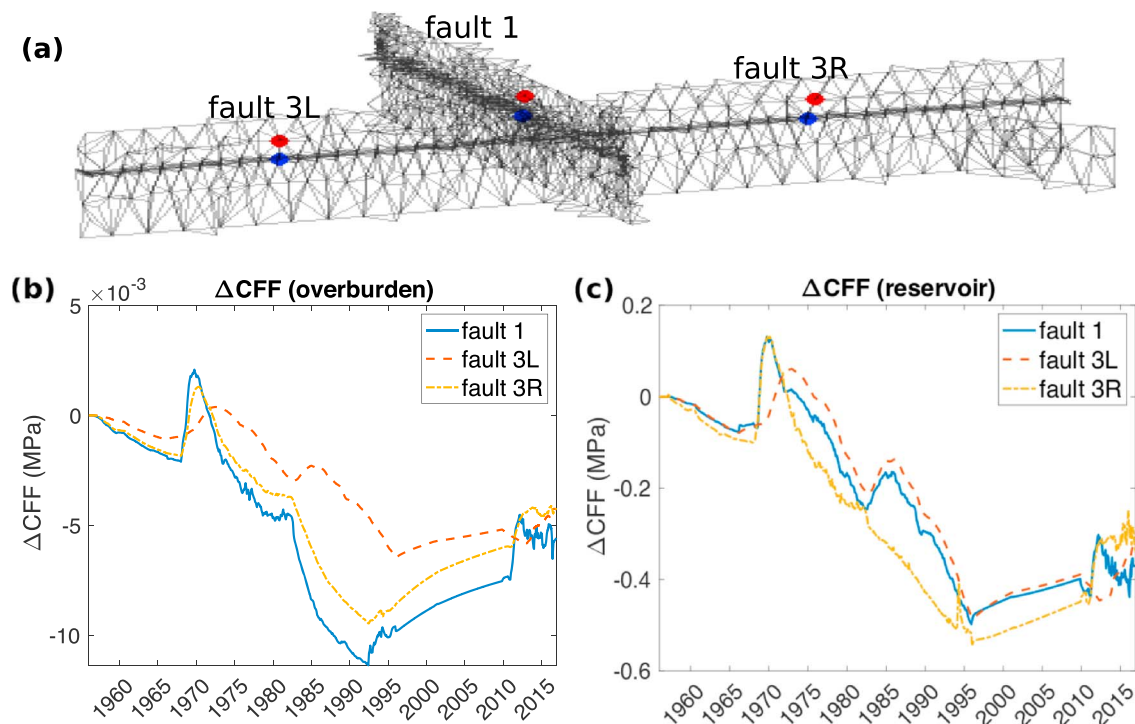 (a)
fault 1
fault 3R
fault 3L
(b)
×10⁻³
ΔCFF (overburden)
5
0
-5
-10
ΔCFF (MPa)
fault 1
fault 3L
fault 3R
1960 1965 1970 1975 1980 1985 1990 1995 2000 2005 2010 2015
(c)
ΔCFF (reservoir)
0.2
0
-0.2
-0.4
-0.6
ΔCFF (MPa)
fault 1
fault 3L
fault 3R
1960 1965 1970 1975 1980 1985 1990 1995 2000 2005 2010 2015